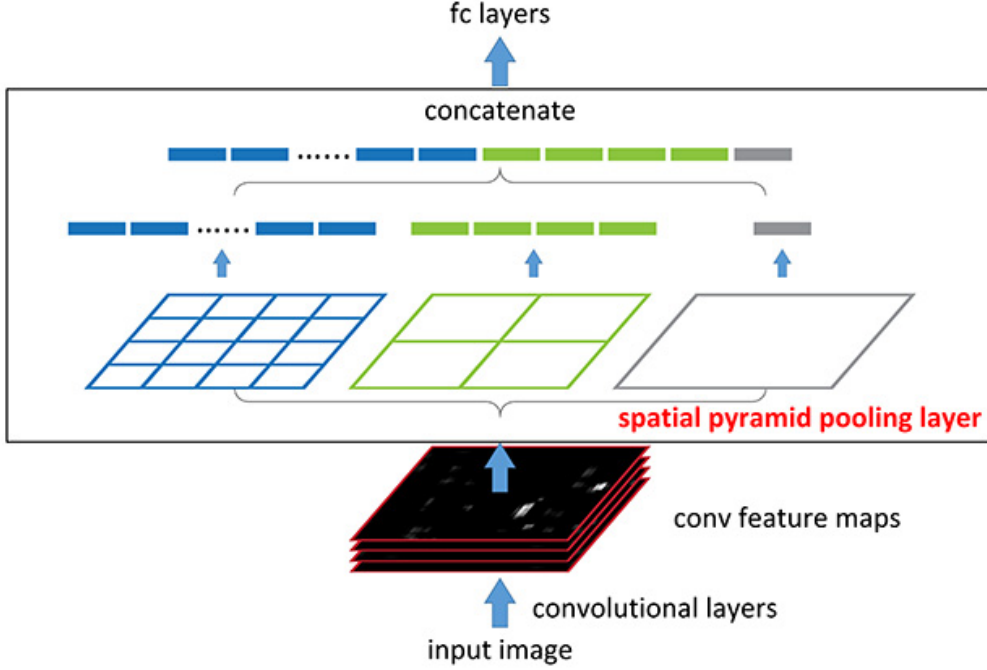 fc layers
concatenate
......
......
spatial pyramid pooling layer
conv feature maps
convolutional layers
input image